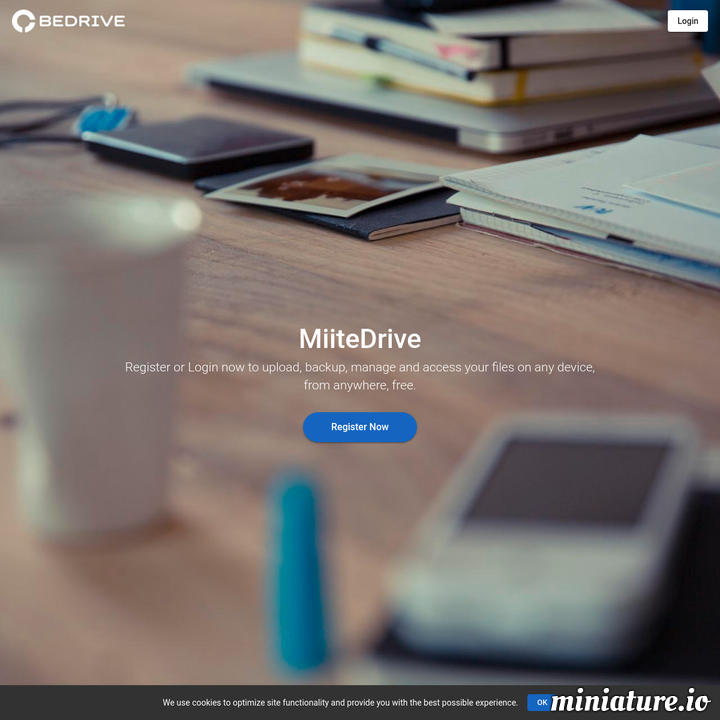 BEDRIVE
Login
MiiteDrive
Register or Login now to upload, backup, manage and access your files on any device,
from anywhere, free.
Register Now
We use cookies to optimize site functionality and provide you with the best possible experience.
OK
miniature.io